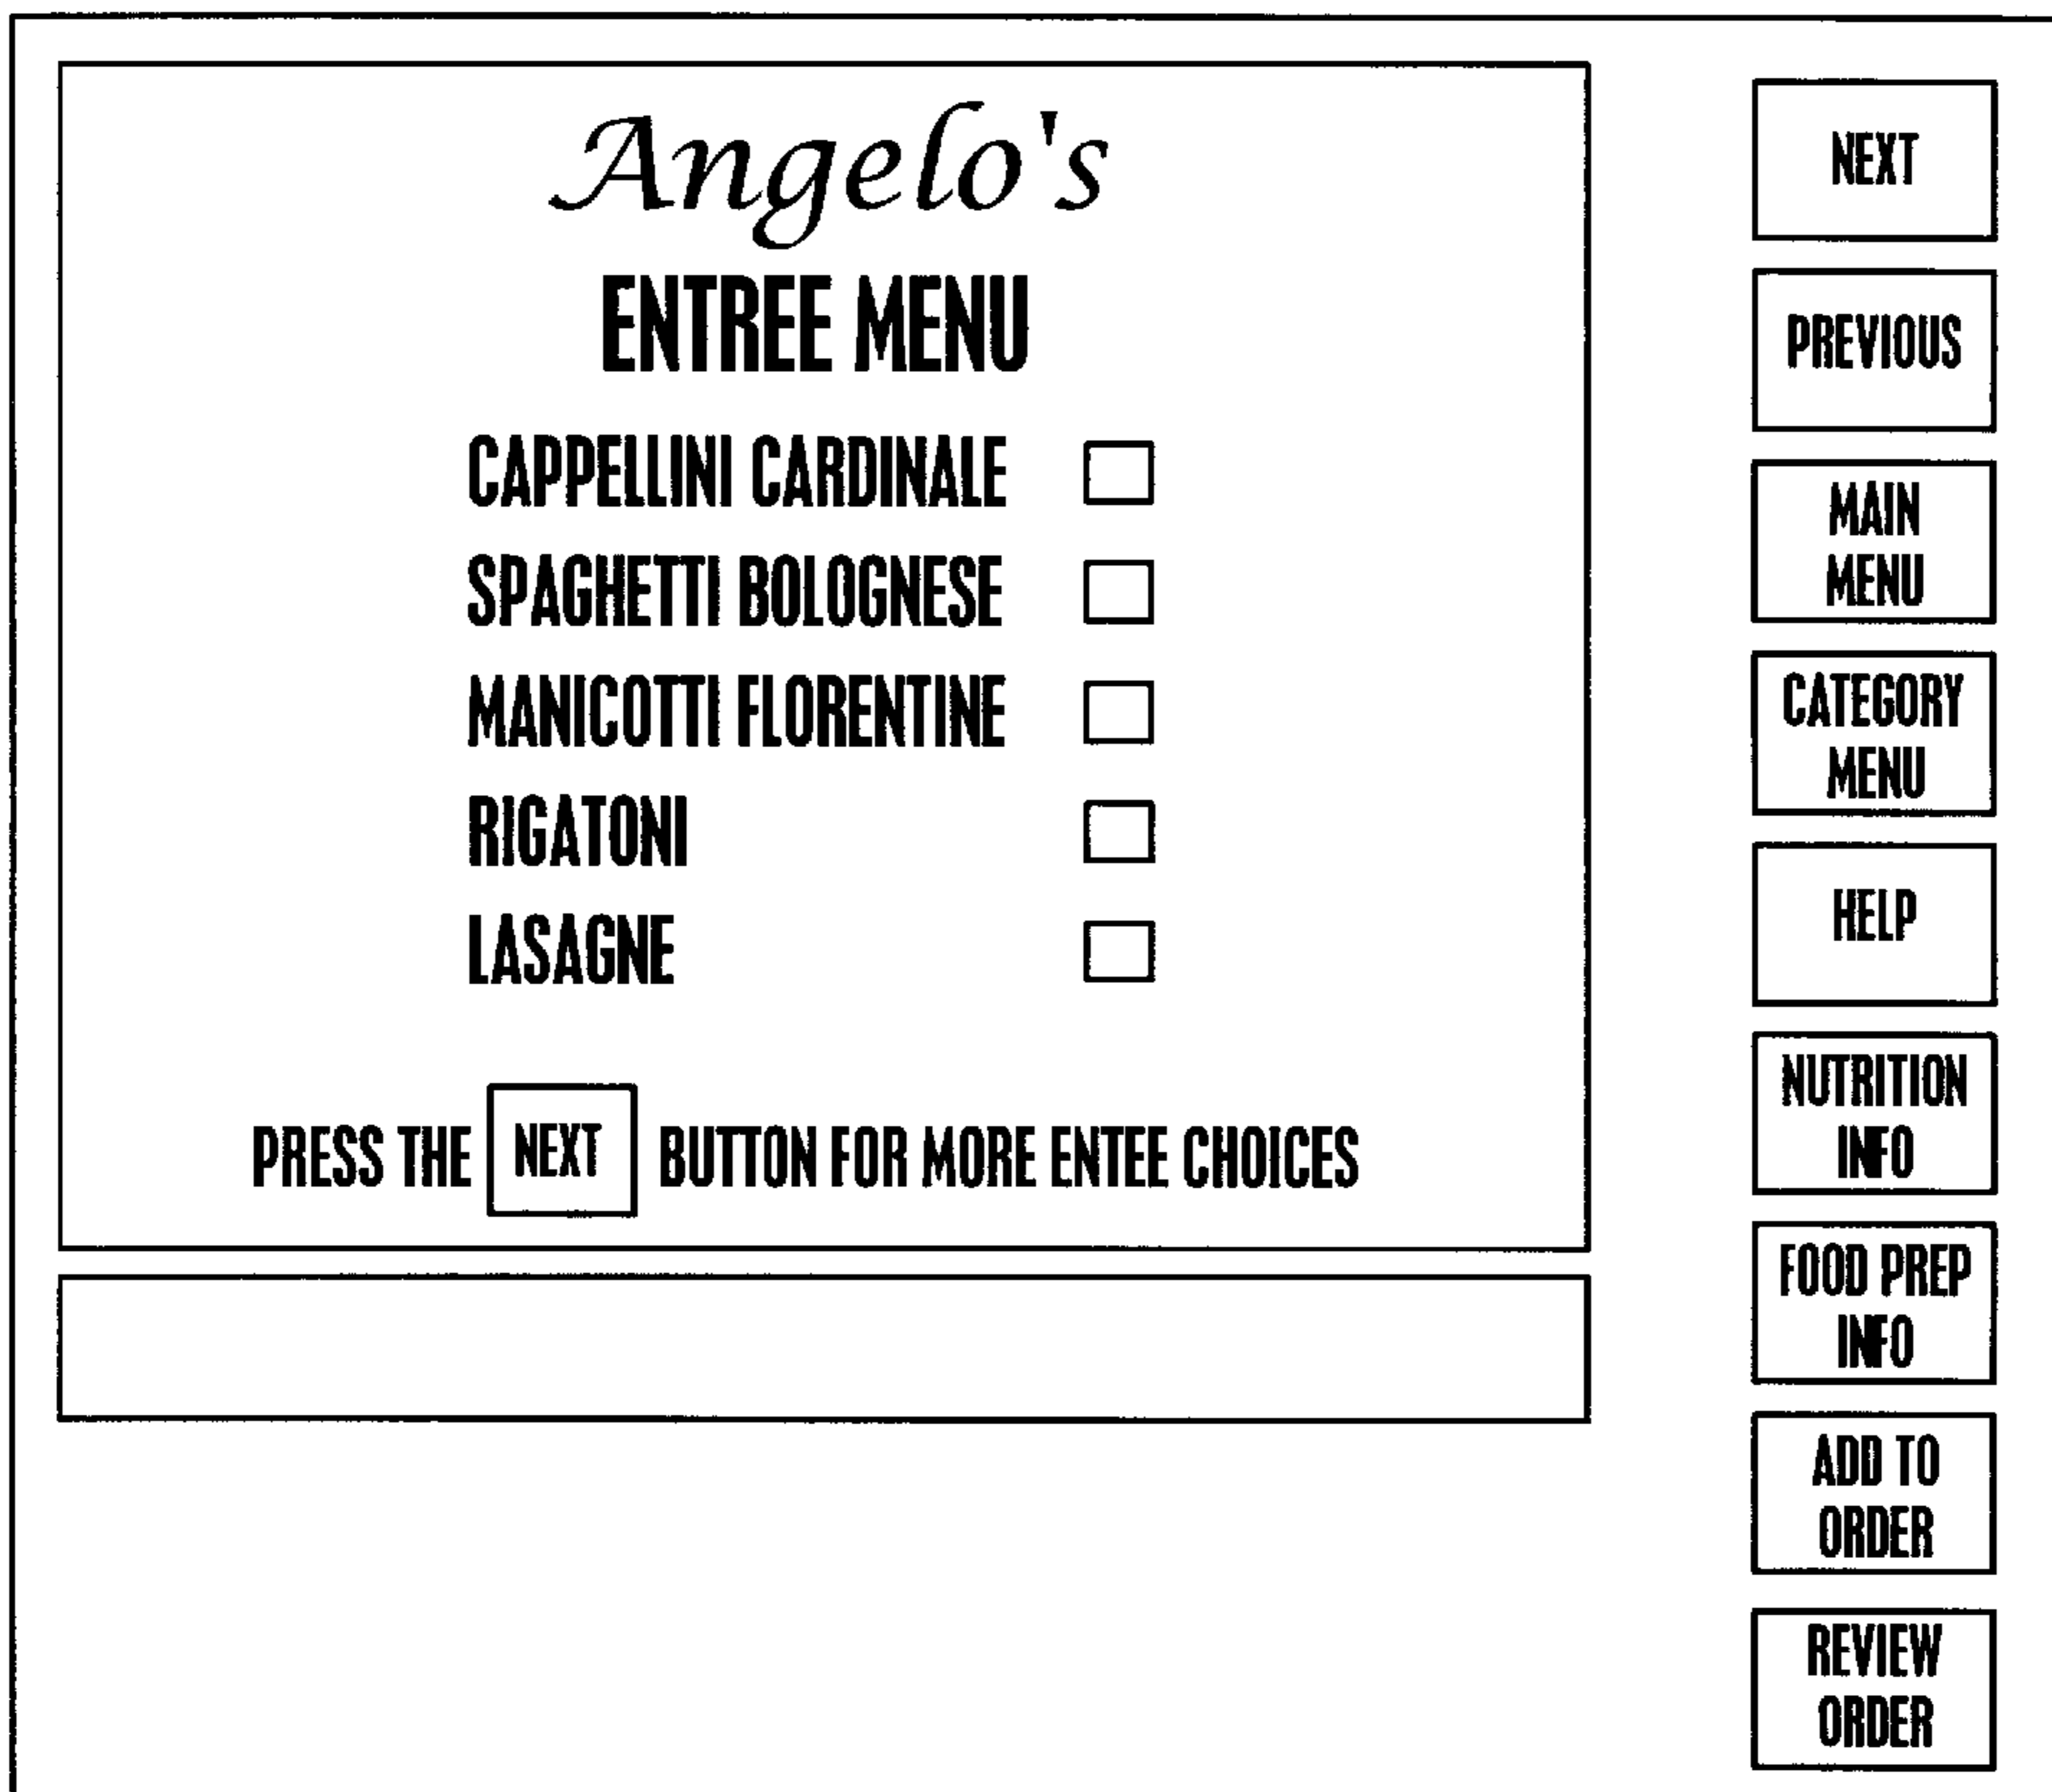 Angelo's
ENTREE MENU
CAPPELLINI CARDINALE
SPAGHETTI BOLOGNESE
MANICOTTI FLORENTINE
RIGATONI
LASAGNE
PRESS THE NEXT BUTTON FOR MORE ENTEE CHOICES
NEXT
PREVIOUS
MAIN
MENU
CATEGORY
MENU
HELP
NUTRITION
INFO
FOOD PREP
INFO
ADD TO
ORDER
REVIEW
ORDER